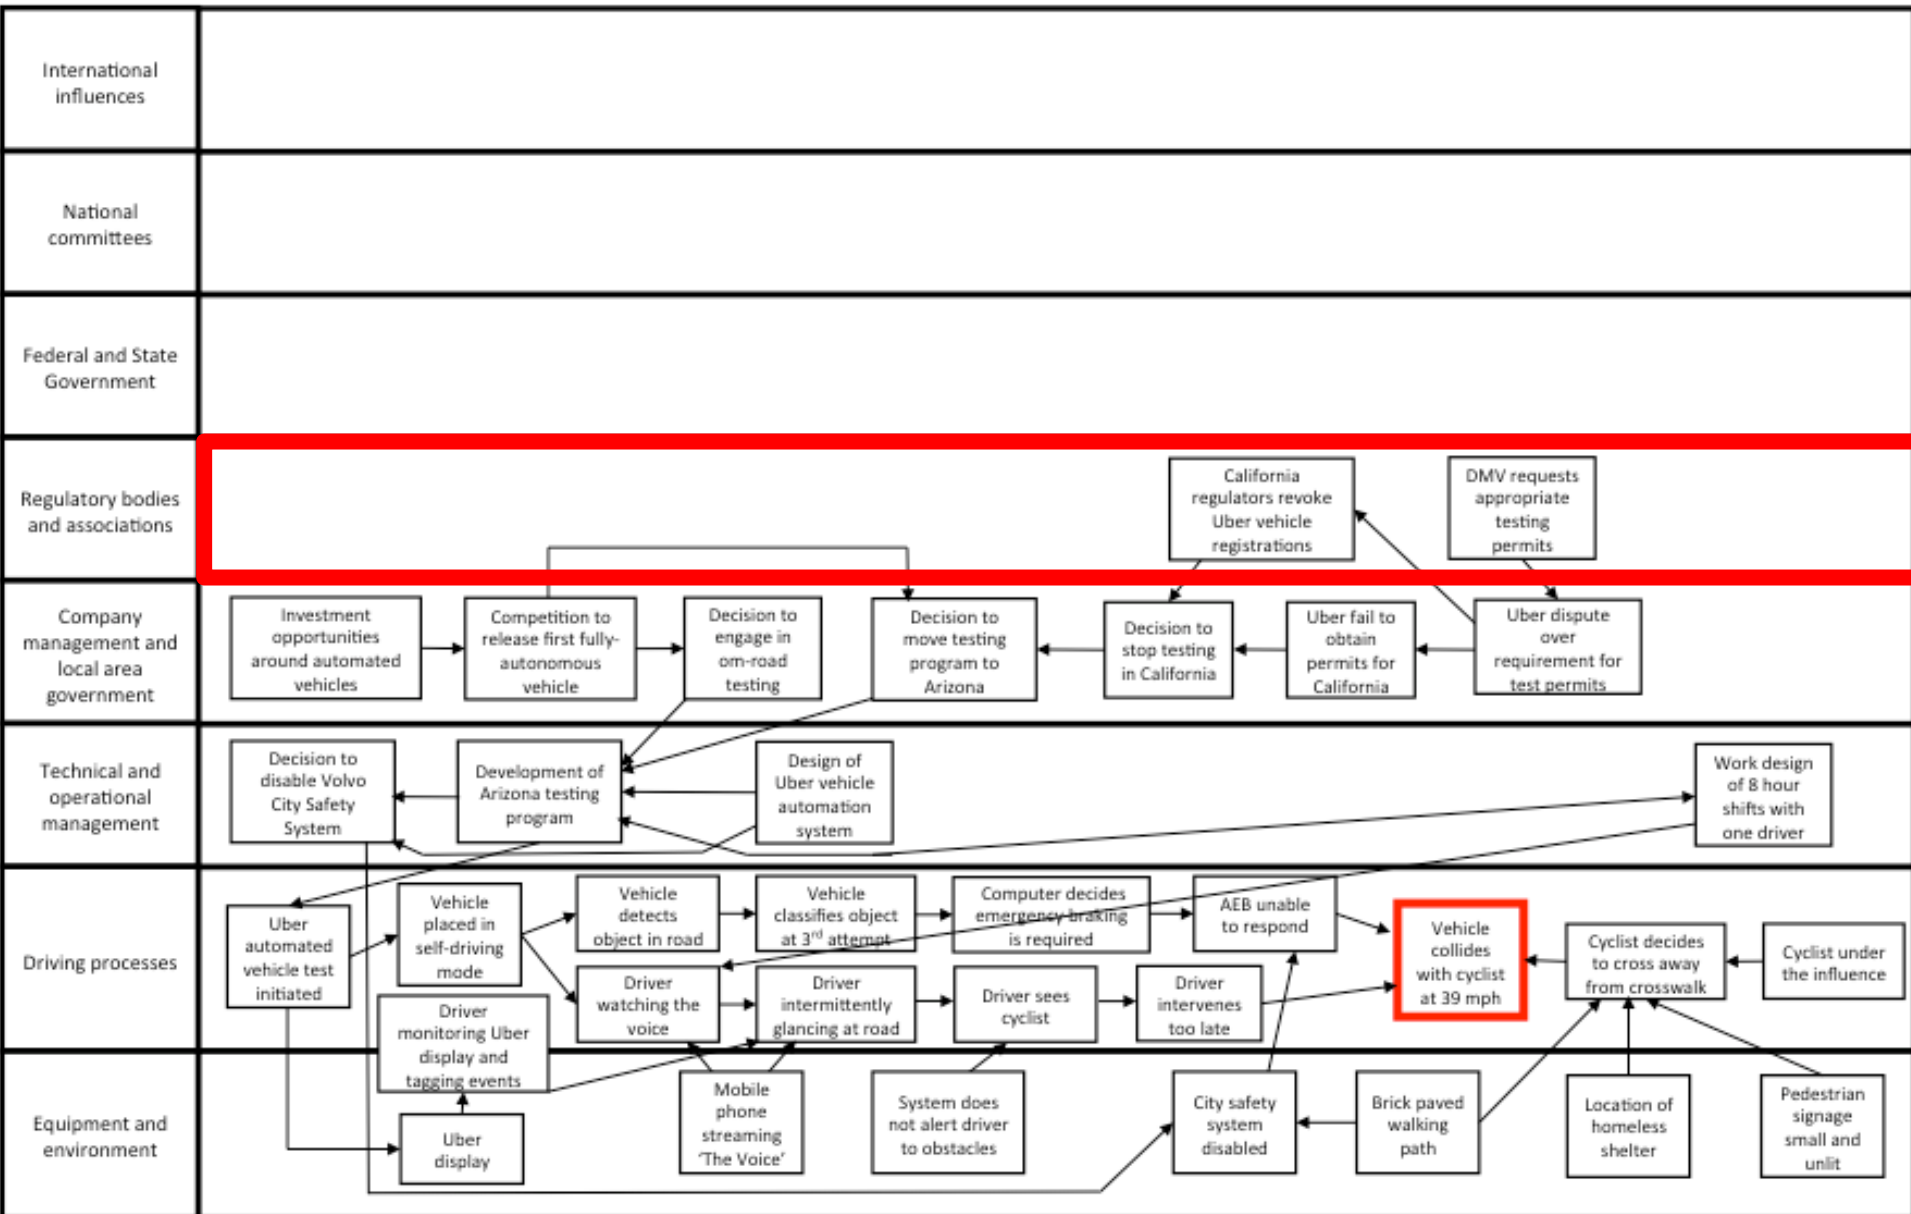 International
influences
National
committees
Federal and State
Government
Regulatory bodies
and associations
California
regulators revoke
Uber vehicle
registrations
DMV requests
appropriate
testing
permits
Company
management and
local area
government
Investment
opportunities
around automated
vehicles
Competition to
release first fully-
autonomous
vehicle
Decision to
engage in
om-road
testing
Decision to
move testing
program to
Arizona
Decision to
stop testing
in California
Uber fail to
obtain
permits for
California
Uber dispute
over
requirement for
test permits
Technical and
operational
management
Decision to
disable Volvo
City Safety
System
Development of
Arizona testing
program
Design of
Uber vehicle
automation
system
Work design
of 8 hour
shifts with
one driver
Driving processes
Uber
automated
vehicle test
initiated
Vehicle
placed in
self-driving
mode
Vehicle
detects
object in road
Vehicle
classifies object
at 3rd attempt
Computer decides
emergency braking
is required
AEB unable
to respond
Vehicle
collides
with cyclist
at 39 mph
Cyclist decides
to cross away
from crosswalk
Cyclist under
the influence
Driver
monitoring Uber
display and
tagging events
Driver
watching the
voice
Driver
intermittently
glancing at road
Driver sees
cyclist
Driver
intervenes
too late
Equipment and
environment
Uber
display
Mobile
phone
streaming
'The Voice'
System does
not alert driver
to obstacles
City safety
system
disabled
Brick paved
walking
path
Location of
homeless
shelter
Pedestrian
signage
small and
unlit